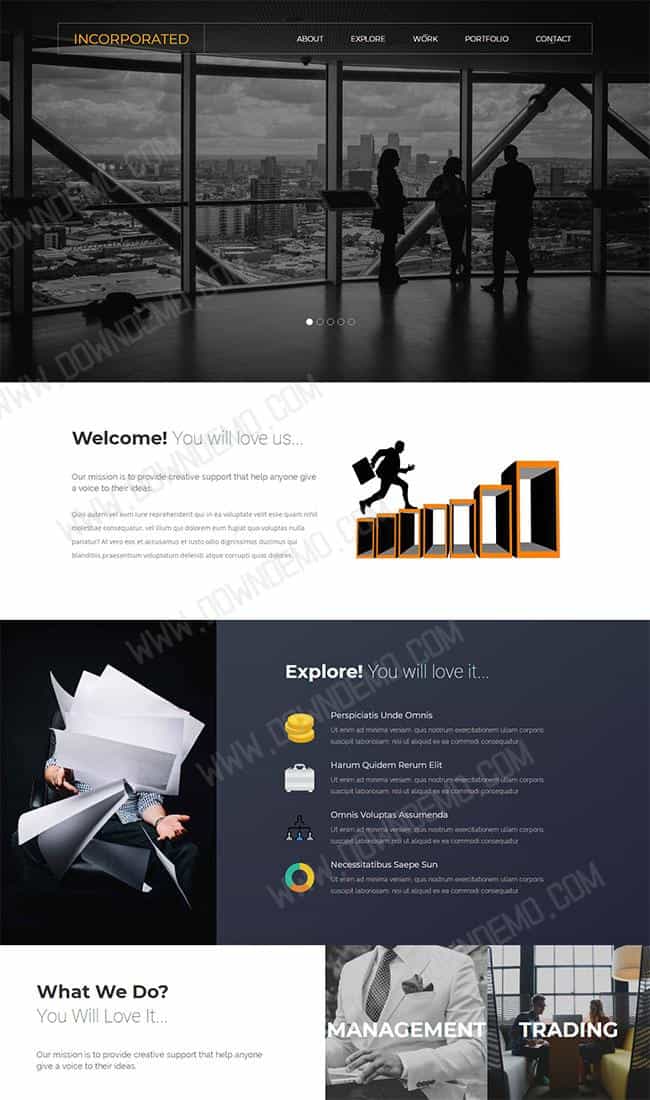 INCORPORATED
ABOUT EXPLORE WORK PORTFOLIO CONTACT
Welcome! You will love us...
Our mission is to provide creative support that help anyone give
a voice to their ideas.
Quis autem vel eum iure reprehenderit qui in ea voluptate velit esse quam nihil
molestiae consequatur, vel illum qui dolorem eum fugiat quo voluptas nulla
pariatur? At vero eos et accusamus et iusto odio dignissimos ducimus qui
blanditiis praesentium voluptatum deleniti atque corrupti quos dolores.
Explore! You will love it...
Perspiciatis Unde Omnis
Ut enim ad minima veniam, quis nostrum exercitationem ullam corporis
suscipit laboriosam, nisi ut aliquid ex ea commodi consequatur
Harum Quidem Rerum Elit
Ut enim ad minima veniam, quis nostrum exercitationem ullam corporis
suscipit laboriosam, nisi ut aliquid ex ea commodi consequatur
Omnis Voluptas Assumenda
Ut enim ad minima veniam, quis nostrum exercitationem ullam corporis
suscipit laboriosam, nisi ut aliquid ex ea commodi consequatur
Necessitatibus Saepe Sun
Ut enim ad minima veniam, quis nostrum exercitationem ullam corporis
suscipit laboriosam, nisi ut aliquid ex ea commodi consequatur
What We Do?
You Will Love It...
Our mission is to provide creative support that help anyone
give a voice to their ideas.
MANAGEMENT
TRADING
WWW.DOWNDEMO.COM
WWW.DOWNDEMO.COM
WWW.DOWNDEMO.COM
WWW.DOWNDEMO.COM
WWW.DOWNDEMO.COM
WWW.DOWNDEMO.COM